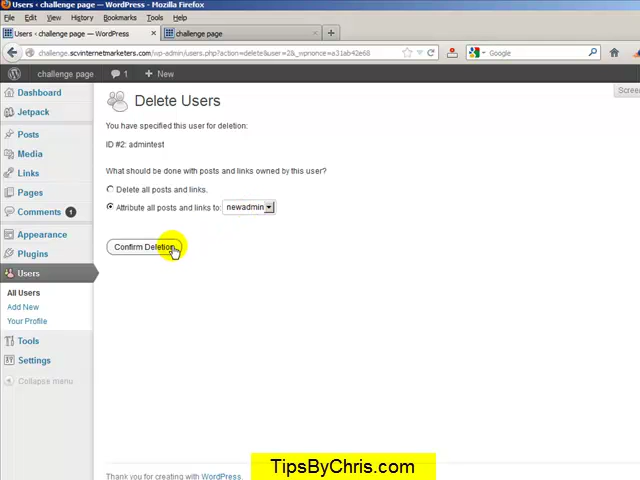 Users ‹ challenge page — WordPress - Mozilla Firefox
File Edit View History Bookmarks Tools Help
Users ‹ challenge page — WordPress × challenge page × +
challenge.scvinternetmarketers.com/wp-admin/users.php?action=delete&user=2&_wpnonce=a31ab42e68 Google
challenge page 1 + New
Screen
Dashboard
Jetpack
Posts
Media
Links
Pages
Comments 1
Appearance
Plugins
Users
All Users
Add New
Your Profile
Tools
Settings
Collapse menu
Delete Users
You have specified this user for deletion:
ID #2: admintest
What should be done with posts and links owned by this user?
Delete all posts and links.
Attribute all posts and links to: newadmin
Confirm Deletion
Thank you for creating with WordPress.
TipsByChris.com